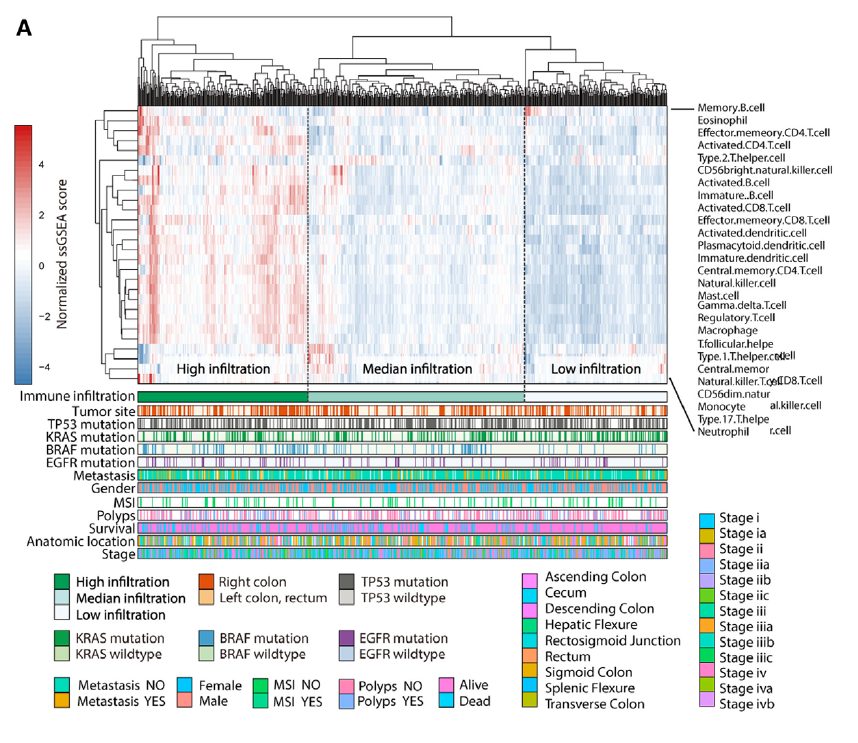 A
Memory.B.cell
Eosinophil
Effector.memeory.CD4.T.cell
Activated.CD4.T.cell
Type.2.T.helper.cell
CD56bright.natural.killer.cell
Activated.B.cell
Immature..B.cell
Activated.CD8.T.cell
Effector.memeory.CD8.T.cell
Activated.dendritic.cell
Plasmacytoid.dendritic.cell
Immature.dendritic.cell
Central.memory.CD4.T.cell
Natural.killer.cell
Mast.cell
Gamma.delta.T.cell
Regulatory.T.cell
Macrophage
T.follicular.helpe
Type.1.T.helper.cell
Central.memor
Natural.killer.T.cell
y.CD8.T.cell
CD56dim.natur
Monocyte al.killer.cell
Type.17.T.helpe
Neutrophil r.cell
Normalized ssGSEA score
4
2
0
−2
−4
High infiltration Median infiltration Low infiltration
Immune infiltration
Tumor site
TP53 mutation
KRAS mutation
BRAF mutation
EGFR mutation
Metastasis
Gender
MSI
Polyps
Survival
Anatomic location
Stage
High infiltration
Median infiltration
Low infiltration
Right colon
Left colon, rectum
TP53 mutation
TP53 wildtype
KRAS mutation
KRAS wildtype
BRAF mutation
BRAF wildtype
EGFR mutation
EGFR wildtype
Metastasis NO
Metastasis YES
Female
Male
MSI NO
MSI YES
Polyps NO
Polyps YES
Alive
Dead
Ascending Colon
Cecum
Descending Colon
Hepatic Flexure
Rectosigmoid Junction
Rectum
Sigmoid Colon
Splenic Flexure
Transverse Colon
Stage i
Stage ia
Stage ii
Stage iia
Stage iib
Stage iic
Stage iii
Stage iiia
Stage iiib
Stage iiic
Stage iv
Stage iva
Stage ivb